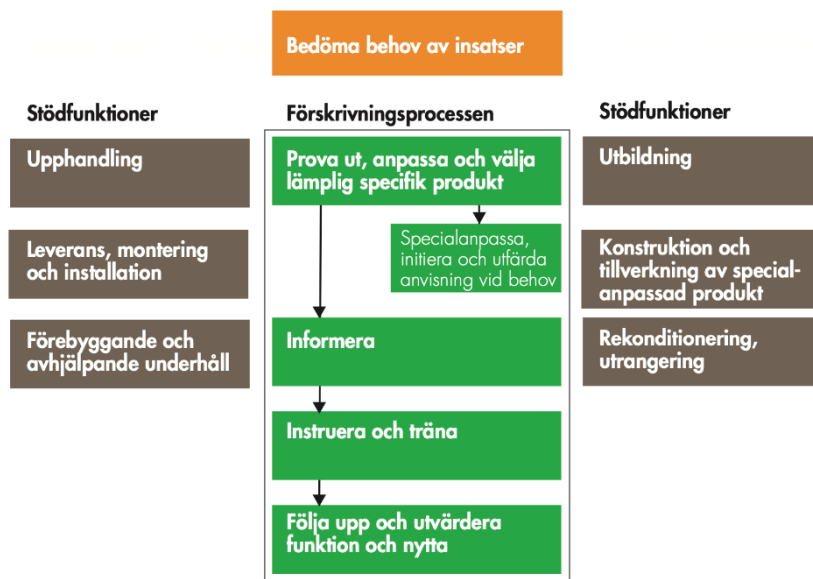 Bedöma behov av insatser
Stödfunktioner
Förskrivningsprocessen
Stödfunktioner
Upphandling
Leverans, montering
och installation
Förebyggande och
avhjälpande underhåll
Prova ut, anpassa och välja
lämplig specifik produkt
Specialanpassa,
initiera och utfärda
anvisning vid behov
Informera
Instruera och träna
Följa upp och utvärdera
funktion och nytta
Utbildning
Konstruktion och
tillverkning av special-
anpassad produkt
Rekonditionering,
utrangering